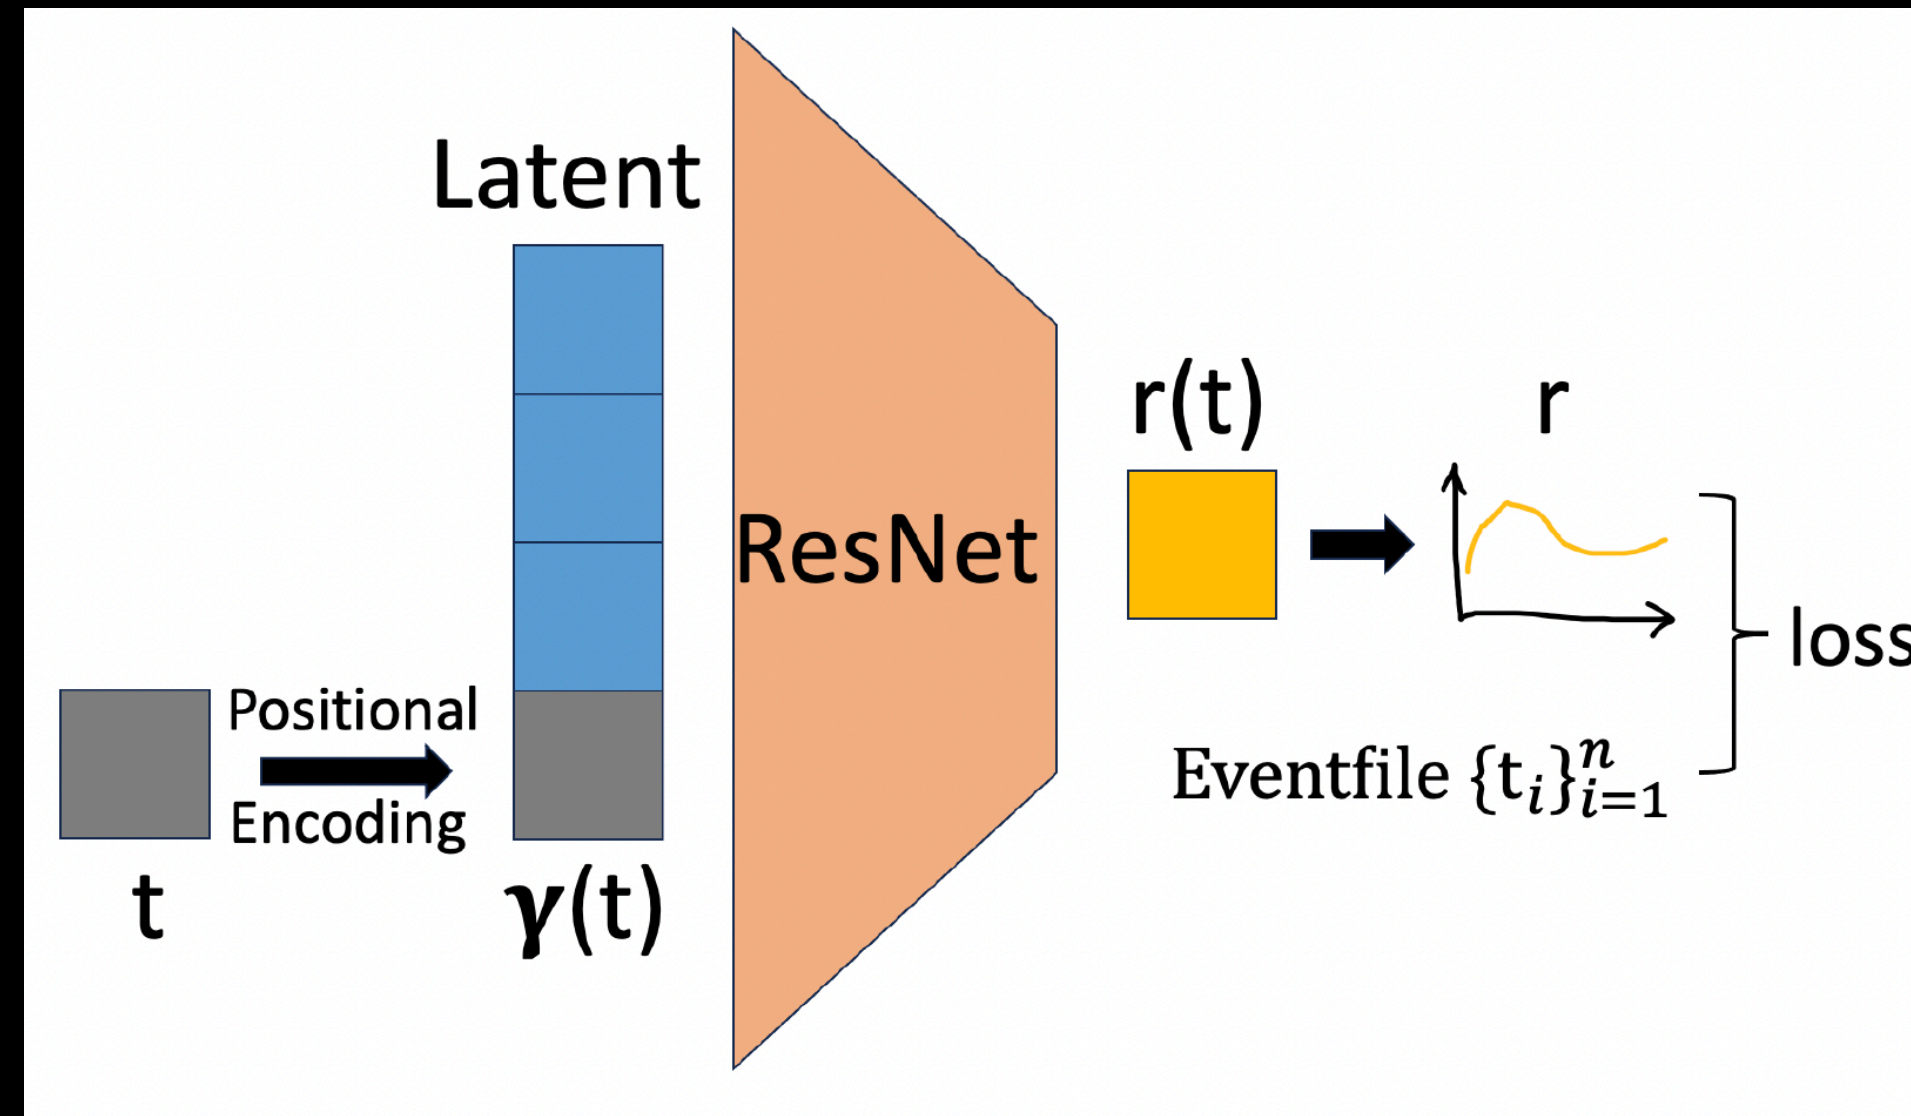 Latent
Positional
Encoding
t
γ(t)
ResNet
r(t)
r
Eventfile {t_i}_{i=1}^n
loss